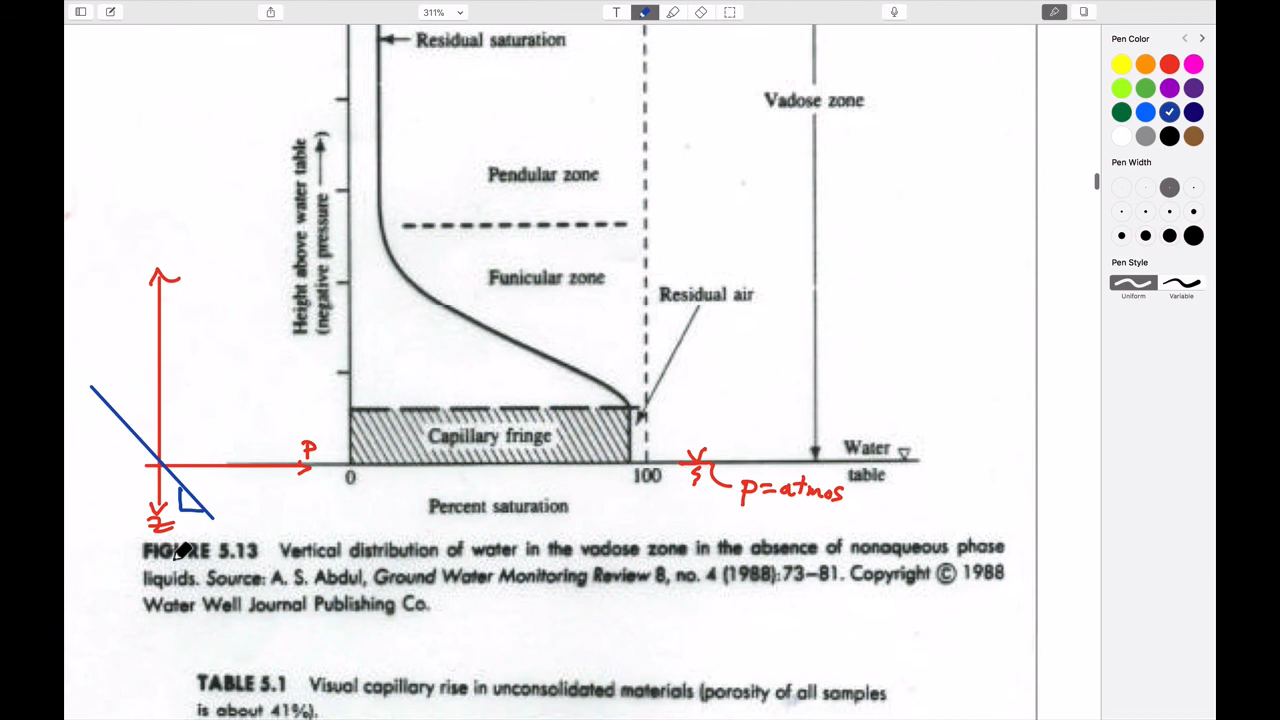 311%
T
Pen Color
Pen Width
Pen Style
Uniform
Variable
Residual saturation
Vadose zone
Height above water table
(negative pressure →)
Pendular zone
Funicular zone
Residual air
Capillary fringe
P
Water
table
0
100
p=atmos
z
Percent saturation
FIGURE 5.13 Vertical distribution of water in the vadose zone in the absence of nonaqueous phase
liquids. Source: A. S. Abdul, Ground Water Monitoring Review 8, no. 4 (1988):73–81. Copyright © 1988
Water Well Journal Publishing Co.
TABLE 5.1 Visual capillary rise in unconsolidated materials (porosity of all samples
is about 41%).